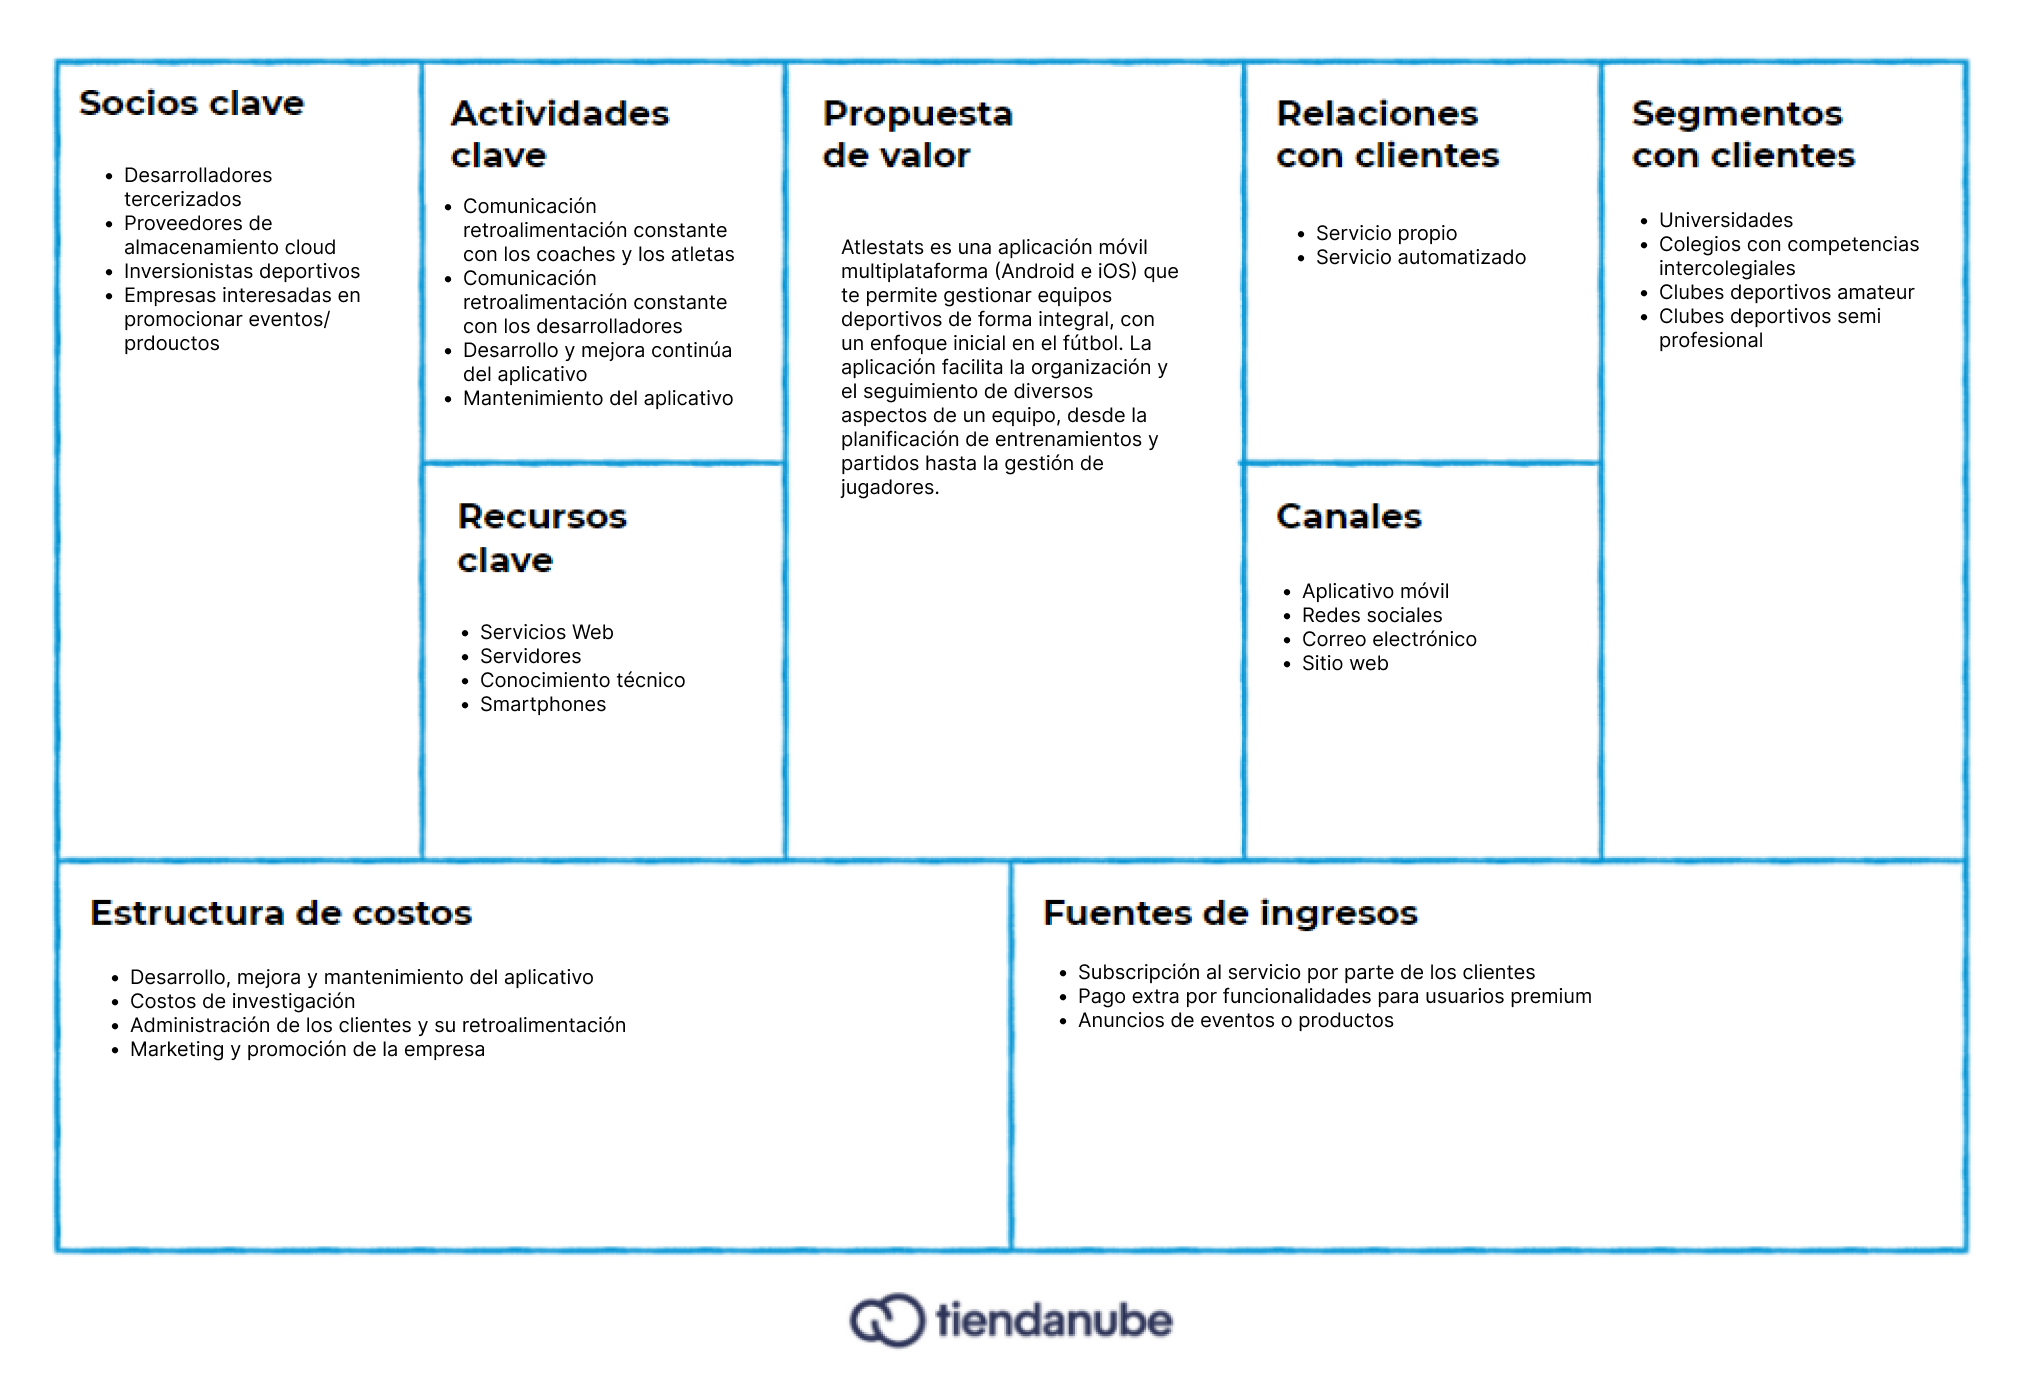 Socios clave
• Desarrolladores
tercerizados
• Proveedores de
almacenamiento cloud
• Inversionistas deportivos
• Empresas interesadas en
promocionar eventos/
prdouctos
Actividades
clave
• Comunicación
retroalimentación constante
con los coaches y los atletas
• Comunicación
retroalimentación constante
con los desarrolladores
• Desarrollo y mejora continúa
del aplicativo
• Mantenimiento del aplicativo
Recursos
clave
• Servicios Web
• Servidores
• Conocimiento técnico
• Smartphones
Propuesta
de valor
Atlestats es una aplicación móvil
multiplataforma (Android e iOS) que
te permite gestionar equipos
deportivos de forma integral, con
un enfoque inicial en el fútbol. La
aplicación facilita la organización y
el seguimiento de diversos
aspectos de un equipo, desde la
planificación de entrenamientos y
partidos hasta la gestión de
jugadores.
Relaciones
con clientes
• Servicio propio
• Servicio automatizado
Canales
• Aplicativo móvil
• Redes sociales
• Correo electrónico
• Sitio web
Segmentos
con clientes
• Universidades
• Colegios con competencias
intercolegiales
• Clubes deportivos amateur
• Clubes deportivos semi
profesional
Estructura de costos
• Desarrollo, mejora y mantenimiento del aplicativo
• Costos de investigación
• Administración de los clientes y su retroalimentación
• Marketing y promoción de la empresa
Fuentes de ingresos
• Subscripción al servicio por parte de los clientes
• Pago extra por funcionalidades para usuarios premium
• Anuncios de eventos o productos
tiendanube